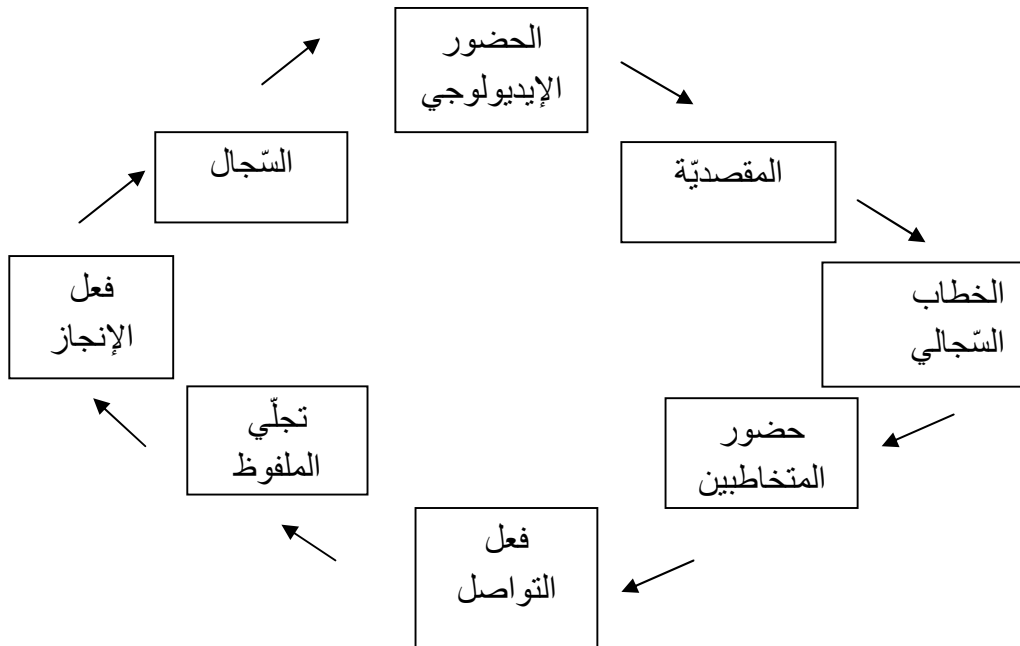 الحضور
الإيديولوجي
المقصديّة
الخطاب
السّجالي
حضور
المتخاطبين
فعل
التواصل
تجلّي
الملفوظ
فعل
الإنجاز
السّجال